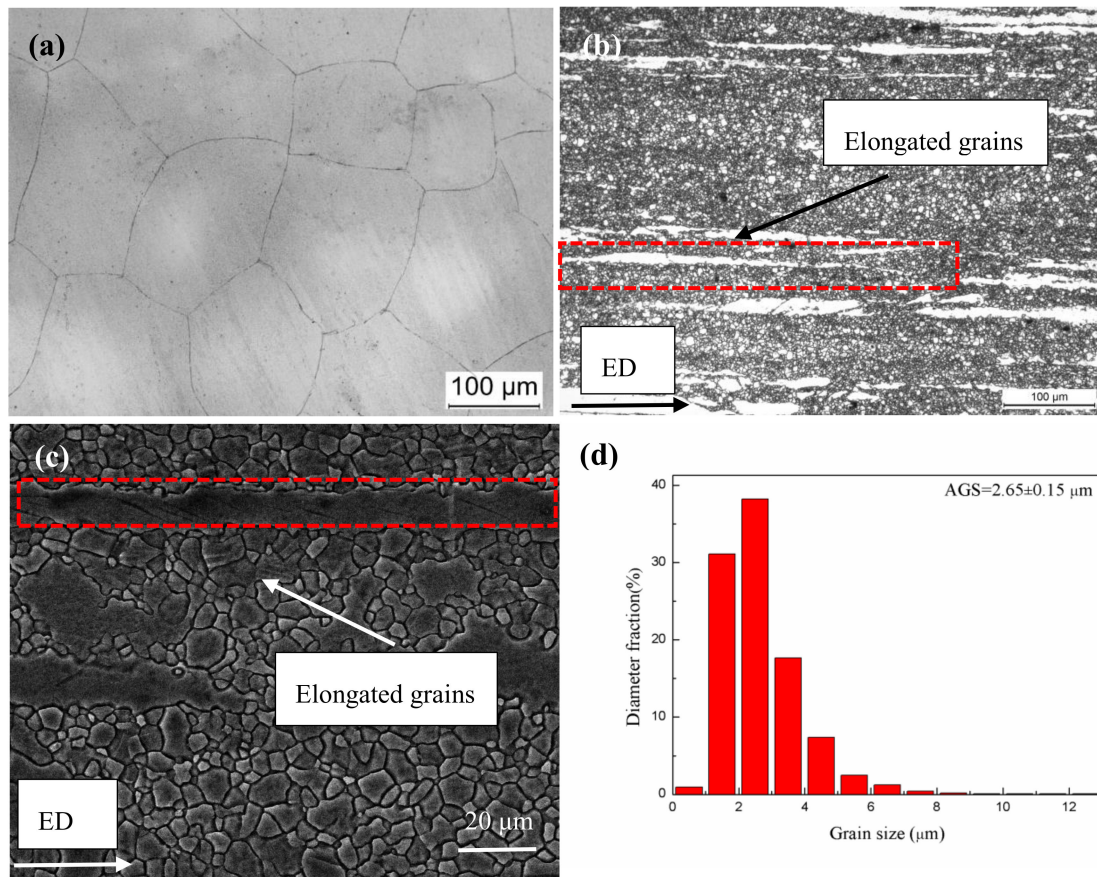 (a)
100 μm
(b)
Elongated grains
ED
100 μm
(c)
Elongated grains
ED
20 μm
(d)
AGS=2.65±0.15 μm
Diameter fraction(%)
40
30
20
10
0
0 2 4 6 8 10 12
Grain size (μm)